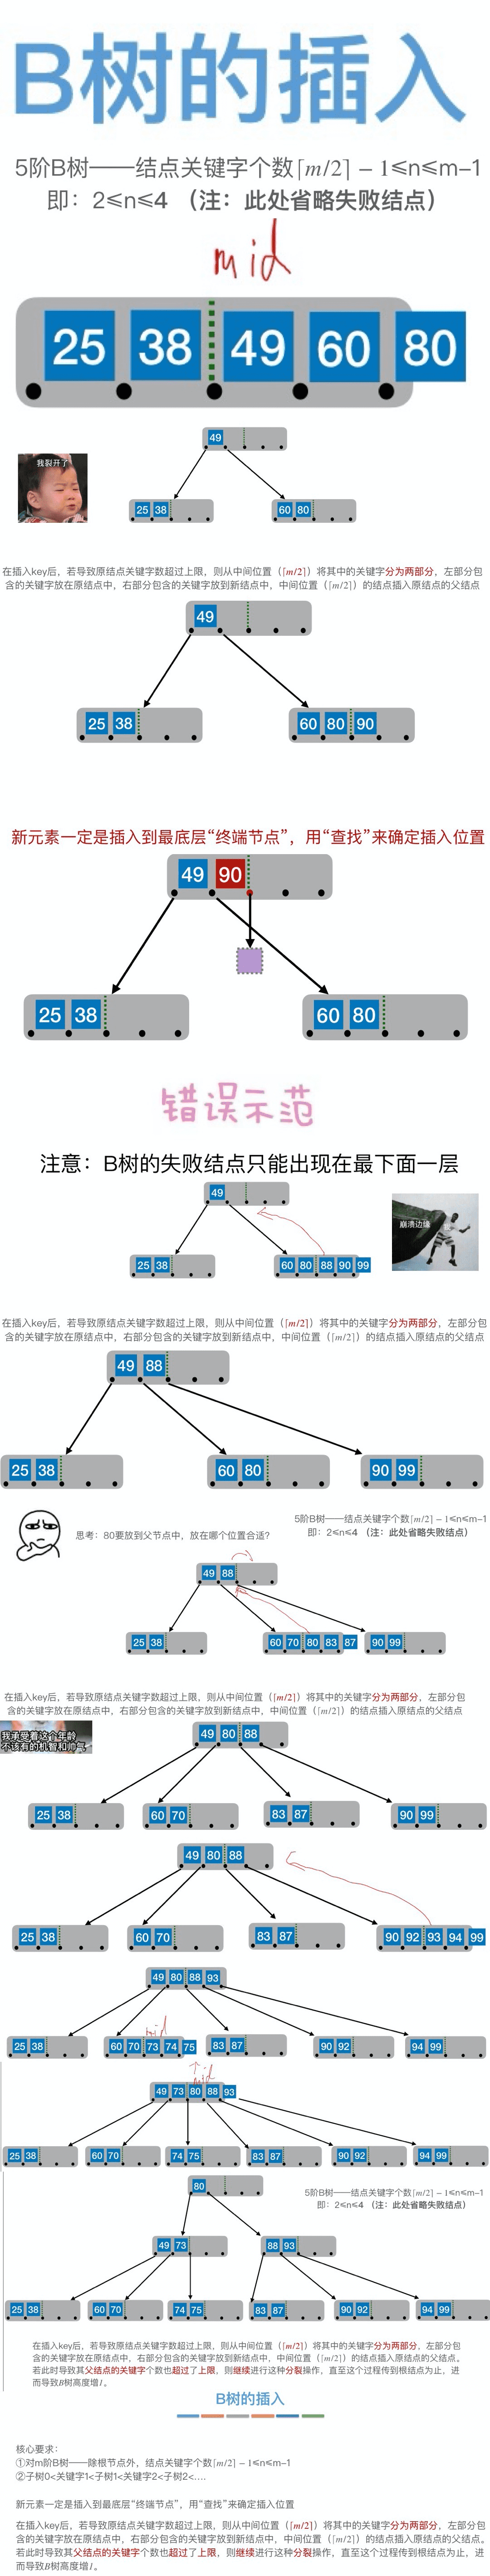 B树的插入
5阶B树——结点关键字个数⌈m/2⌉ − 1≤n≤m-1
即：2≤n≤4 （注：此处省略失败结点）
mid
25 38 49 60 80
49
我裂开了
25 38 60 80
在插入key后，若导致原结点关键字数超过上限，则从中间位置（⌈m/2⌉）将其中的关键字分为两部分，左部分包
含的关键字放在原结点中，右部分包含的关键字放到新结点中，中间位置（⌈m/2⌉）的结点插入原结点的父结点
49
25 38 60 80 90
新元素一定是插入到最底层“终端节点”，用“查找”来确定插入位置
49 90
25 38 60 80
错误示范
注意：B树的失败结点只能出现在最下面一层
49
崩溃边缘
25 38 60 80 88 90 99
在插入key后，若导致原结点关键字数超过上限，则从中间位置（⌈m/2⌉）将其中的关键字分为两部分，左部分包
含的关键字放在原结点中，右部分包含的关键字放到新结点中，中间位置（⌈m/2⌉）的结点插入原结点的父结点
49 88
25 38 60 80 90 99
5阶B树——结点关键字个数⌈m/2⌉ − 1≤n≤m-1
即：2≤n≤4 （注：此处省略失败结点）
思考：80要放到父节点中，放在哪个位置合适？
49 88
25 38 60 70 80 83 87 90 99
在插入key后，若导致原结点关键字数超过上限，则从中间位置（⌈m/2⌉）将其中的关键字分为两部分，左部分包
含的关键字放在原结点中，右部分包含的关键字放到新结点中，中间位置（⌈m/2⌉）的结点插入原结点的父结点
我承受着这个年龄
不该有的机智和帅气
49 80 88
25 38 60 70 83 87 90 99
49 80 88
25 38 60 70 83 87 90 92 93 94 99
49 80 88 93
mid
25 38 60 70 73 74 75 83 87 90 92 94 99
mid
49 73 80 88 93
25 38 60 70 74 75 83 87 90 92 94 99
80
5阶B树——结点关键字个数⌈m/2⌉ − 1≤n≤m-1
即：2≤n≤4 （注：此处省略失败结点）
49 73 88 93
25 38 60 70 74 75 83 87 90 92 94 99
在插入key后，若导致原结点关键字数超过上限，则从中间位置（⌈m/2⌉）将其中的关键字分为两部分，左部分包
含的关键字放在原结点中，右部分包含的关键字放到新结点中，中间位置（⌈m/2⌉）的结点插入原结点的父结点。
若此时导致其父结点的关键字个数也超过了上限，则继续进行这种分裂操作，直至这个过程传到根结点为止，进
而导致B树高度增1。
B树的插入
核心要求：
①对m阶B树——除根节点外，结点关键字个数⌈m/2⌉ − 1≤n≤m-1
②子树0<关键字1<子树1<关键字2<子树2<....
新元素一定是插入到最底层“终端节点”，用“查找”来确定插入位置
在插入key后，若导致原结点关键字数超过上限，则从中间位置（⌈m/2⌉）将其中的关键字分为两部分，左部分包
含的关键字放在原结点中，右部分包含的关键字放到新结点中，中间位置（⌈m/2⌉）的结点插入原结点的父结点。
若此时导致其父结点的关键字个数也超过了上限，则继续进行这种分裂操作，直至这个过程传到根结点为止，进
而导致B树高度增1。